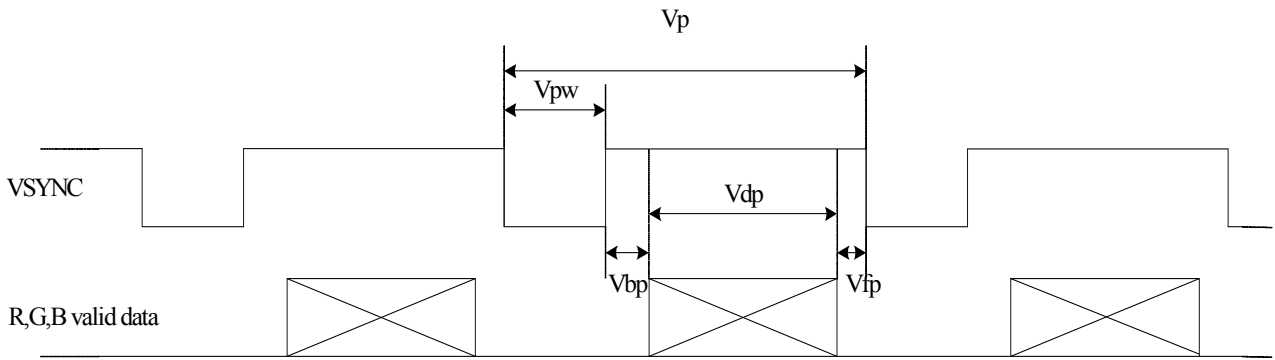 Vp
Vpw
VSYNC
Vdp
Vbp
Vfp
R,G,B valid data